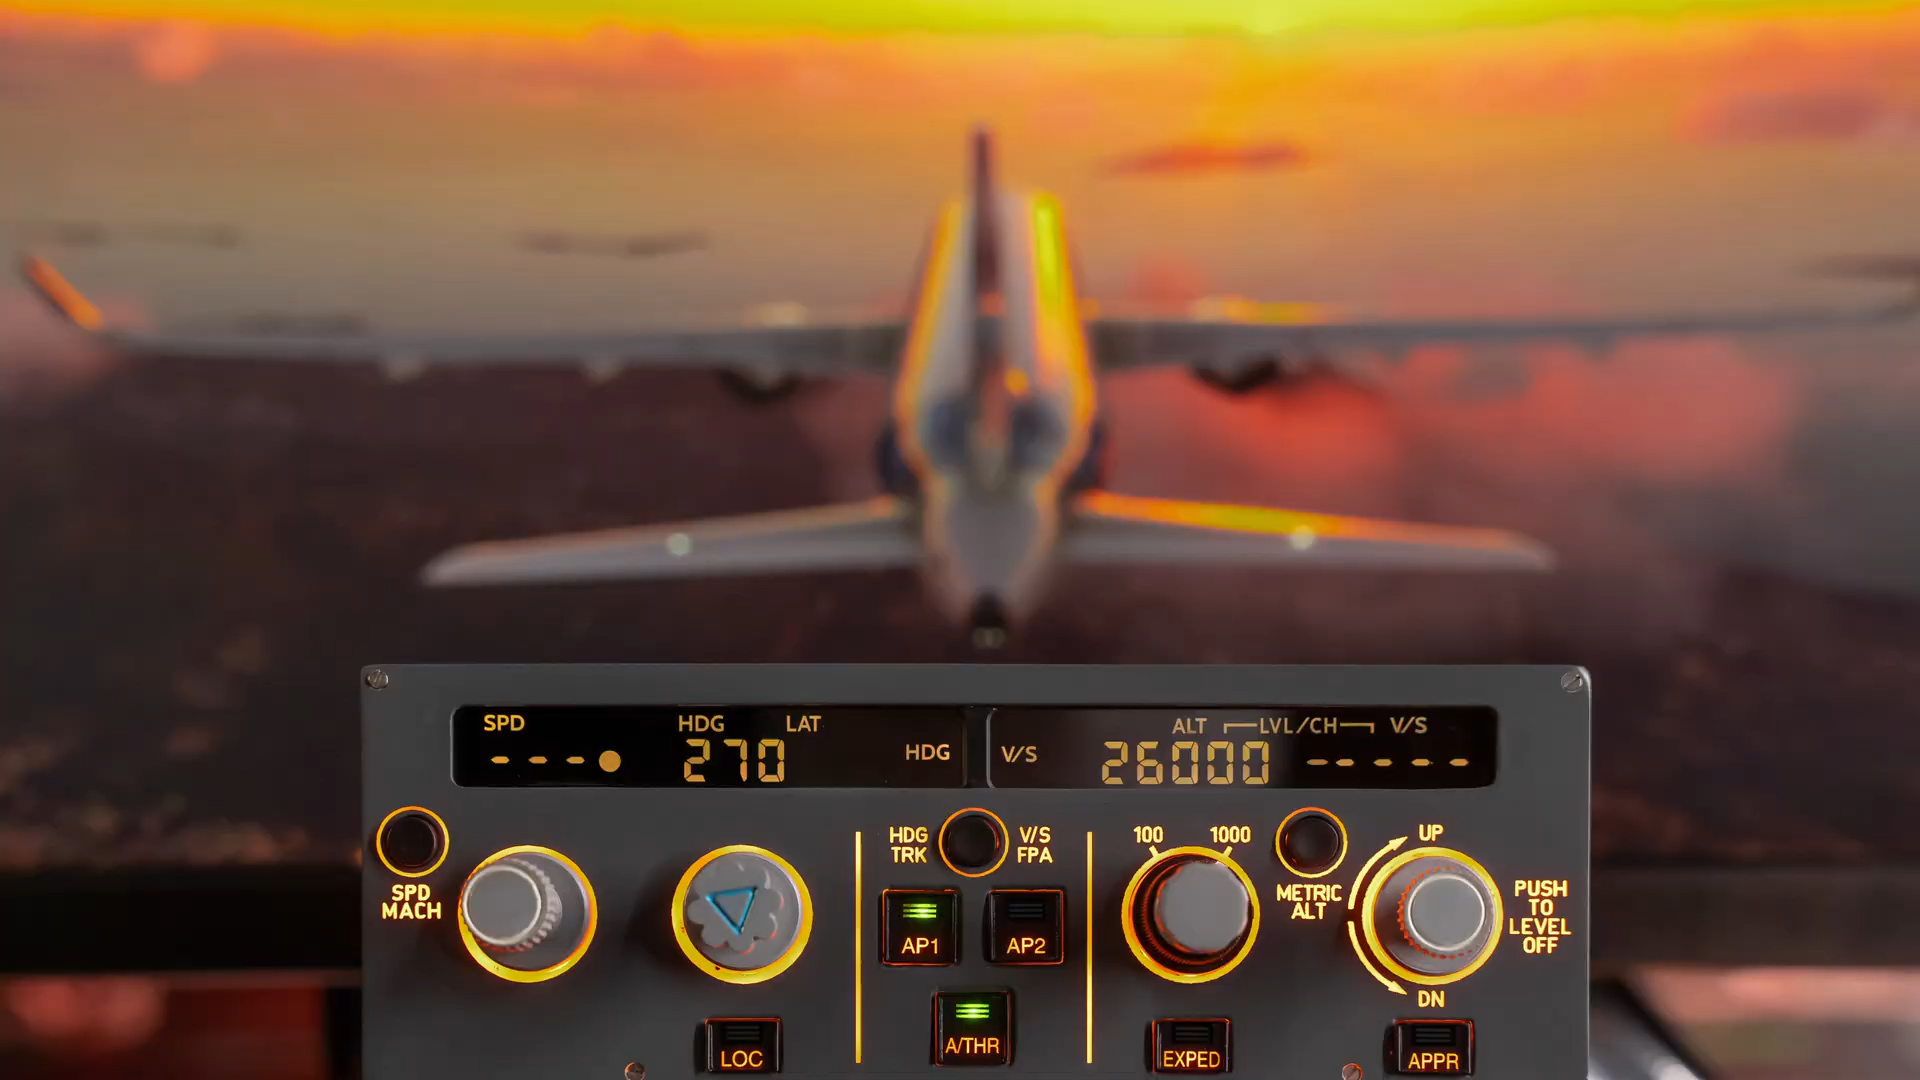 SPD HDG LAT
---● 270 HDG
ALT LVL/CH V/S
V/S 26000 -----
SPD
MACH
HDG
TRK
V/S
FPA
AP1
AP2
A/THR
LOC
100
1000
METRIC
ALT
UP
DN
PUSH
TO
LEVEL
OFF
EXPED
APPR